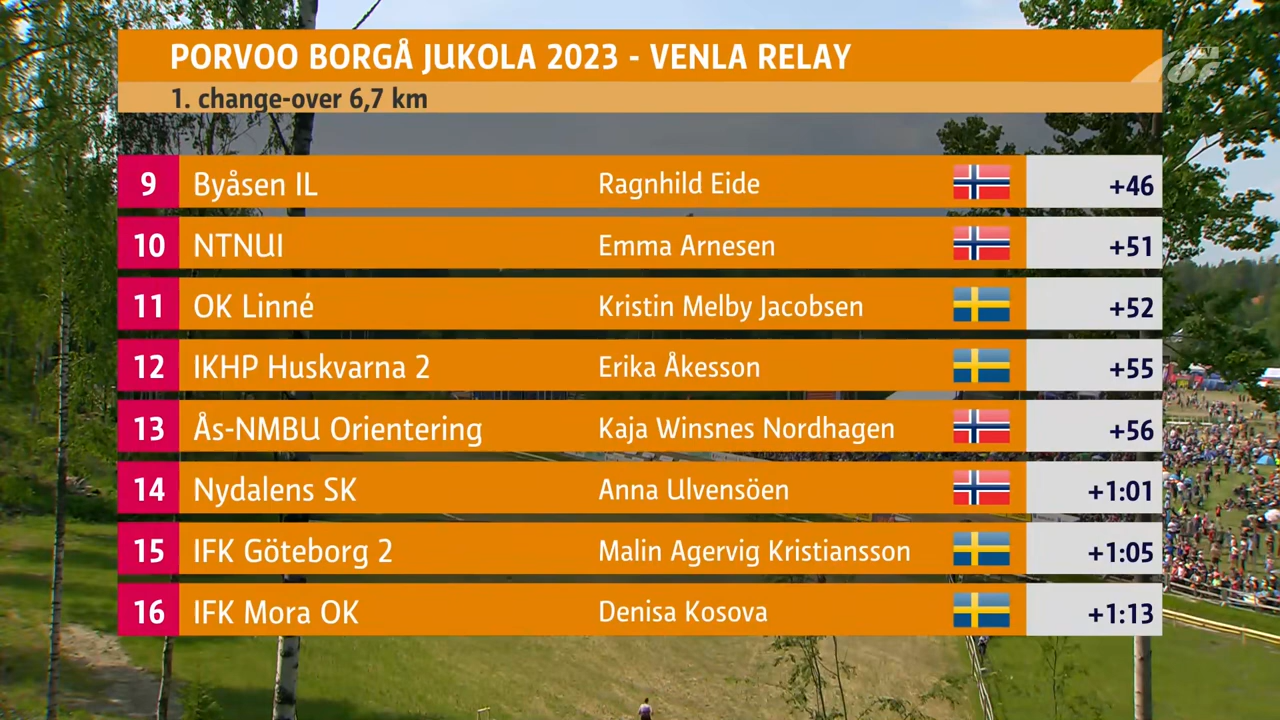 PORVOO BORGÅ JUKOLA 2023 - VENLA RELAY
1. change-over 6,7 km
9 Byåsen IL Ragnhild Eide +46
10 NTNUI Emma Arnesen +51
11 OK Linné Kristin Melby Jacobsen +52
12 IKHP Huskvarna 2 Erika Åkesson +55
13 Ås-NMBU Orientering Kaja Winsnes Nordhagen +56
14 Nydalens SK Anna Ulvensöen +1:01
15 IFK Göteborg 2 Malin Agervig Kristiansson +1:05
16 IFK Mora OK Denisa Kosova +1:13